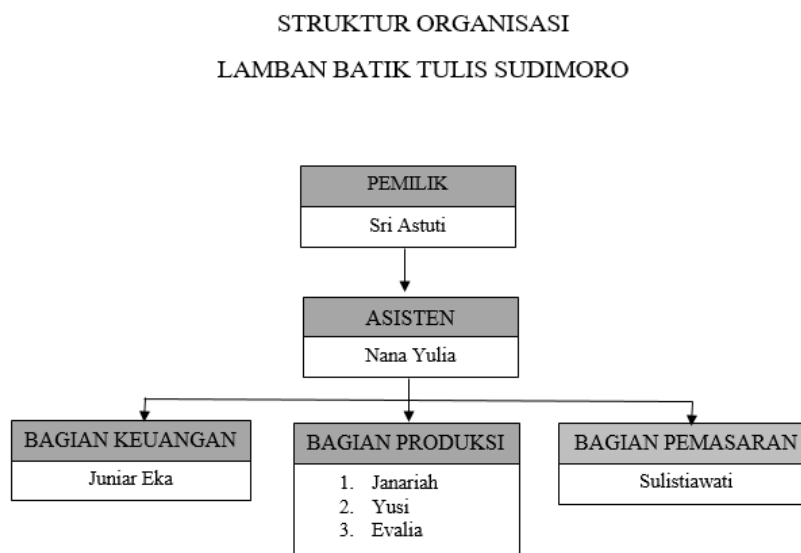 STRUKTUR ORGANISASI
LAMBAN BATIK TULIS SUDIMORO
PEMILIK
Sri Astuti
ASISTEN
Nana Yulia
BAGIAN KEUANGAN
Juniar Eka
BAGIAN PRODUKSI
1. Janariah
2. Yusi
3. Evalia
BAGIAN PEMASARAN
Sulistiawati